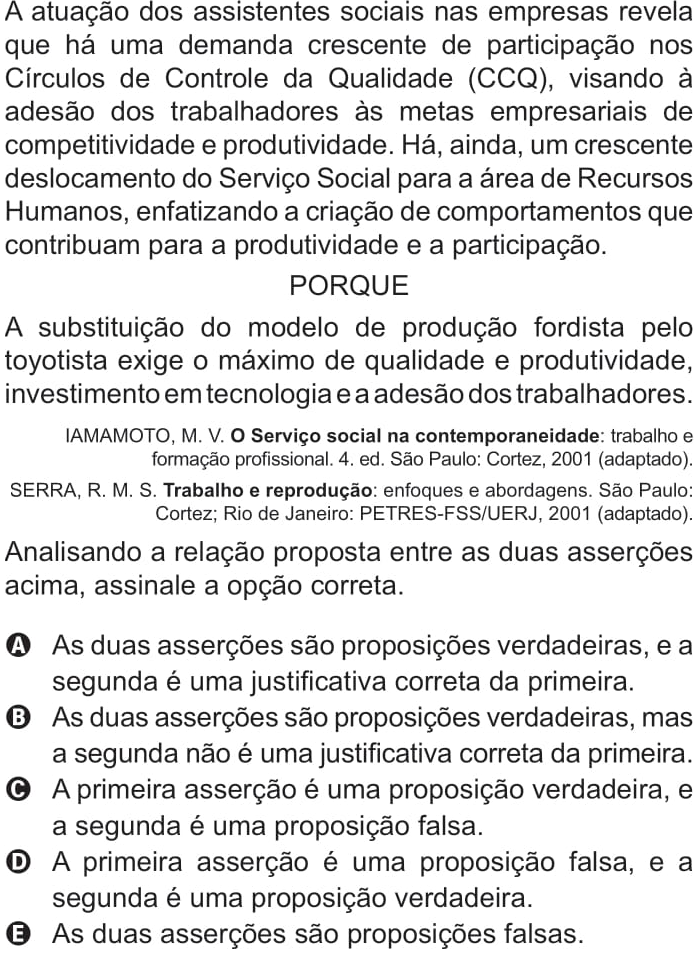 A atuação dos assistentes sociais nas empresas revela
que há uma demanda crescente de participação nos
Círculos de Controle da Qualidade (CCQ), visando à
adesão dos trabalhadores às metas empresariais de
competitividade e produtividade. Há, ainda, um crescente
deslocamento do Serviço Social para a área de Recursos
Humanos, enfatizando a criação de comportamentos que
contribuam para a produtividade e a participação.
PORQUE
A substituição do modelo de produção fordista pelo
toyotista exige o máximo de qualidade e produtividade,
investimento em tecnologia e a adesão dos trabalhadores.
IAMAMOTO, M. V. O Serviço social na contemporaneidade: trabalho e
formação profissional. 4. ed. São Paulo: Cortez, 2001 (adaptado).
SERRA, R. M. S. Trabalho e reprodução: enfoques e abordagens. São Paulo:
Cortez; Rio de Janeiro: PETRES-FSS/UERJ, 2001 (adaptado).
Analisando a relação proposta entre as duas asserções
acima, assinale a opção correta.
A As duas asserções são proposições verdadeiras, e a
segunda é uma justificativa correta da primeira.
B As duas asserções são proposições verdadeiras, mas
a segunda não é uma justificativa correta da primeira.
C A primeira asserção é uma proposição verdadeira, e
a segunda é uma proposição falsa.
D A primeira asserção é uma proposição falsa, e a
segunda é uma proposição verdadeira.
E As duas asserções são proposições falsas.